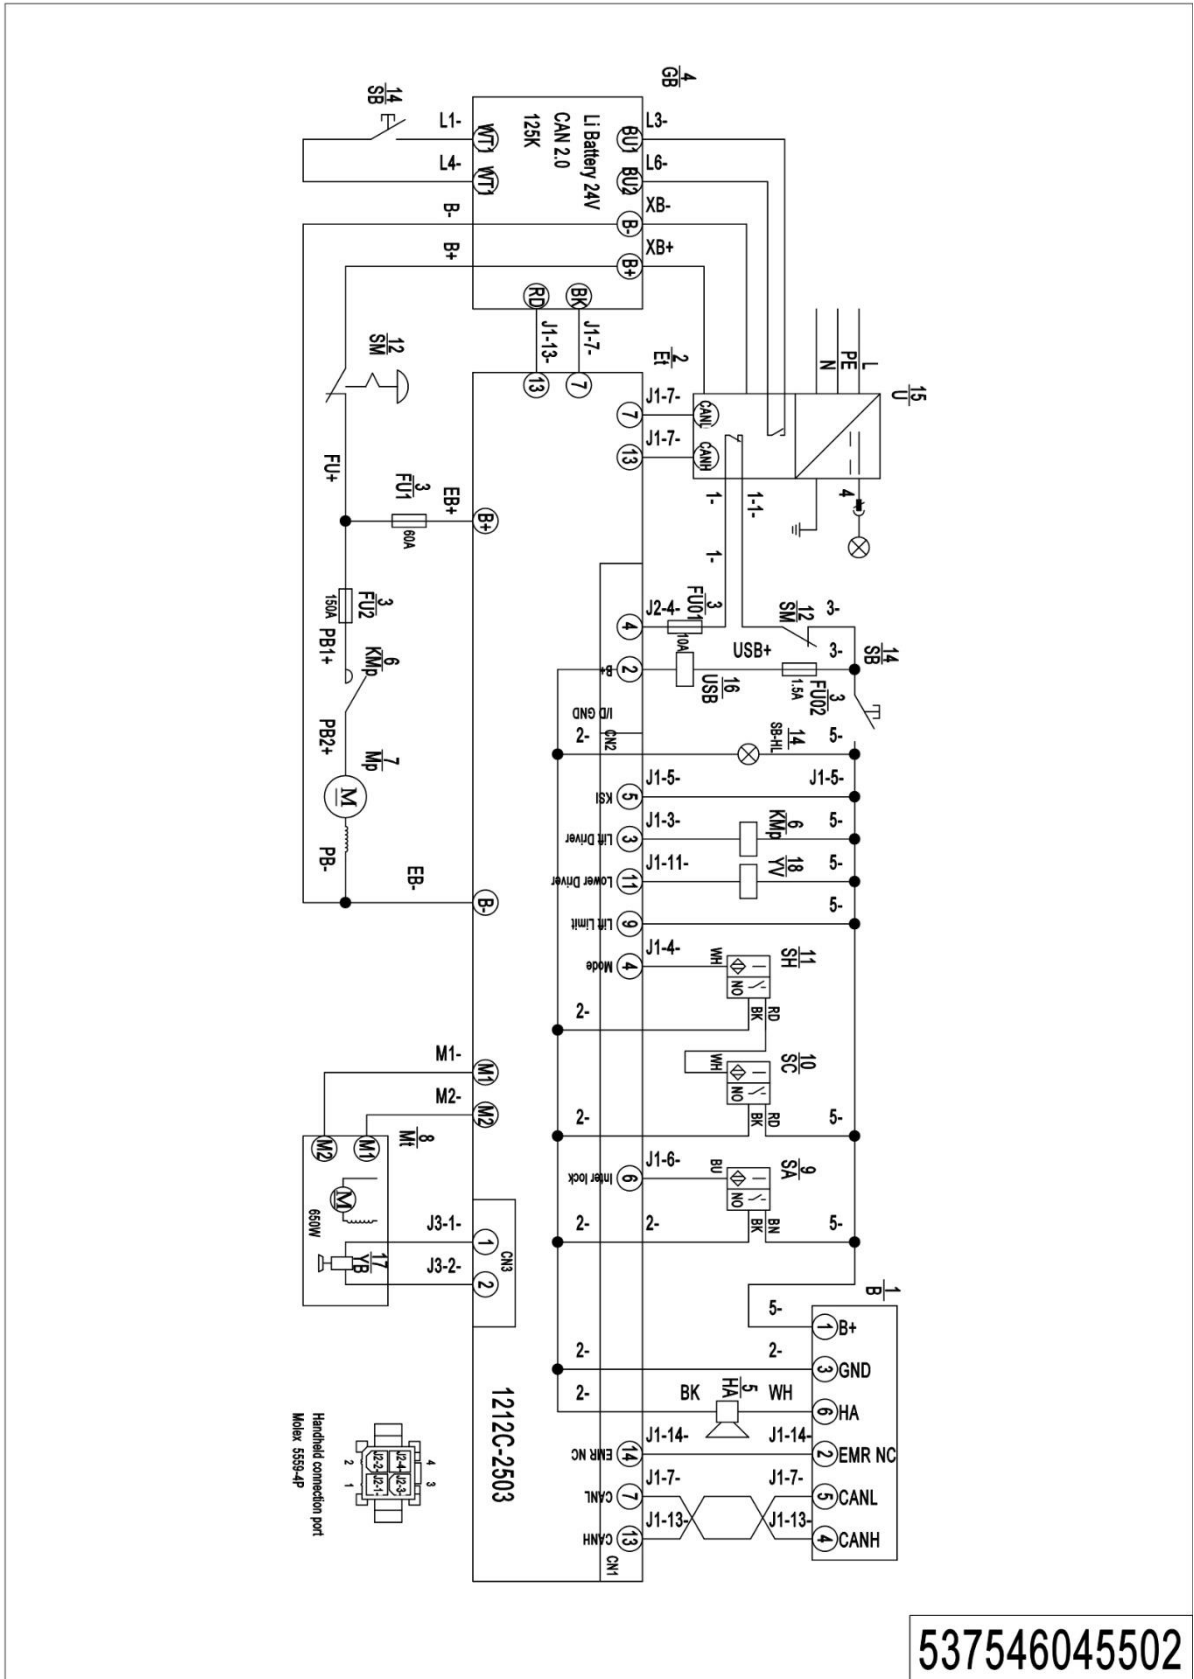 4
GB
14
SB
L1-
L4-
WT1
WT1
Li Battery 24V
CAN 2.0
125K
BU1
BU2
L3-
L6-
B-
B+
B-
B+
XB-
XB+
RD
BK
J1-13-
J1-7-
13
7
12
SM
2
Et
J1-7-
J1-7-
7
13
CANL
CANH
L
PE
N
15
U
4
1-
1-1-
1-
FU+
3
FU1
60A
EB+
B+
3
FU2
150A
PB1+
6
KMp
PB2+
7
Mp
M
PB-
EB-
B-
4
J2-4-
3
FU01
10A
12
SM
3-
3-
14
SB
2
B+
USB+
16
USB
3
FU02
1.5A
I/D GND
CN2
2-
14
SB-HL
5-
5
KSI
J1-5-
J1-5-
3
Lift Driver
J1-3-
6
KMp
5-
11
Lower Driver
J1-11-
18
YV
5-
9
Lift Limit
5-
4
Mode
J1-4-
WH
NO
11
SH
BK
RD
2-
WH
NO
10
SC
BK
RD
2-
5-
6
Inter lock
J1-6-
BU
NO
9
SA
BK
BN
2-
2-
5-
M1-
M2-
M1
M2
8
Mt
M2
M1
M
650W
17
YB
J3-1-
J3-2-
1
2
CN3
1
B
5-
1
B+
2-
2-
3
GND
2-
BK
5
HA
WH
6
HA
14
EMR NC
J1-14-
J1-14-
2
EMR NC
7
CANL
J1-7-
J1-7-
5
CANL
13
CANH
J1-13-
J1-13-
4
CANH
CN1
1212C-2503
2
1
J2-2-
J2-4-
J2-1-
J2-3-
4
3
Handheld connection port
Molex 5559-4P
537546045502